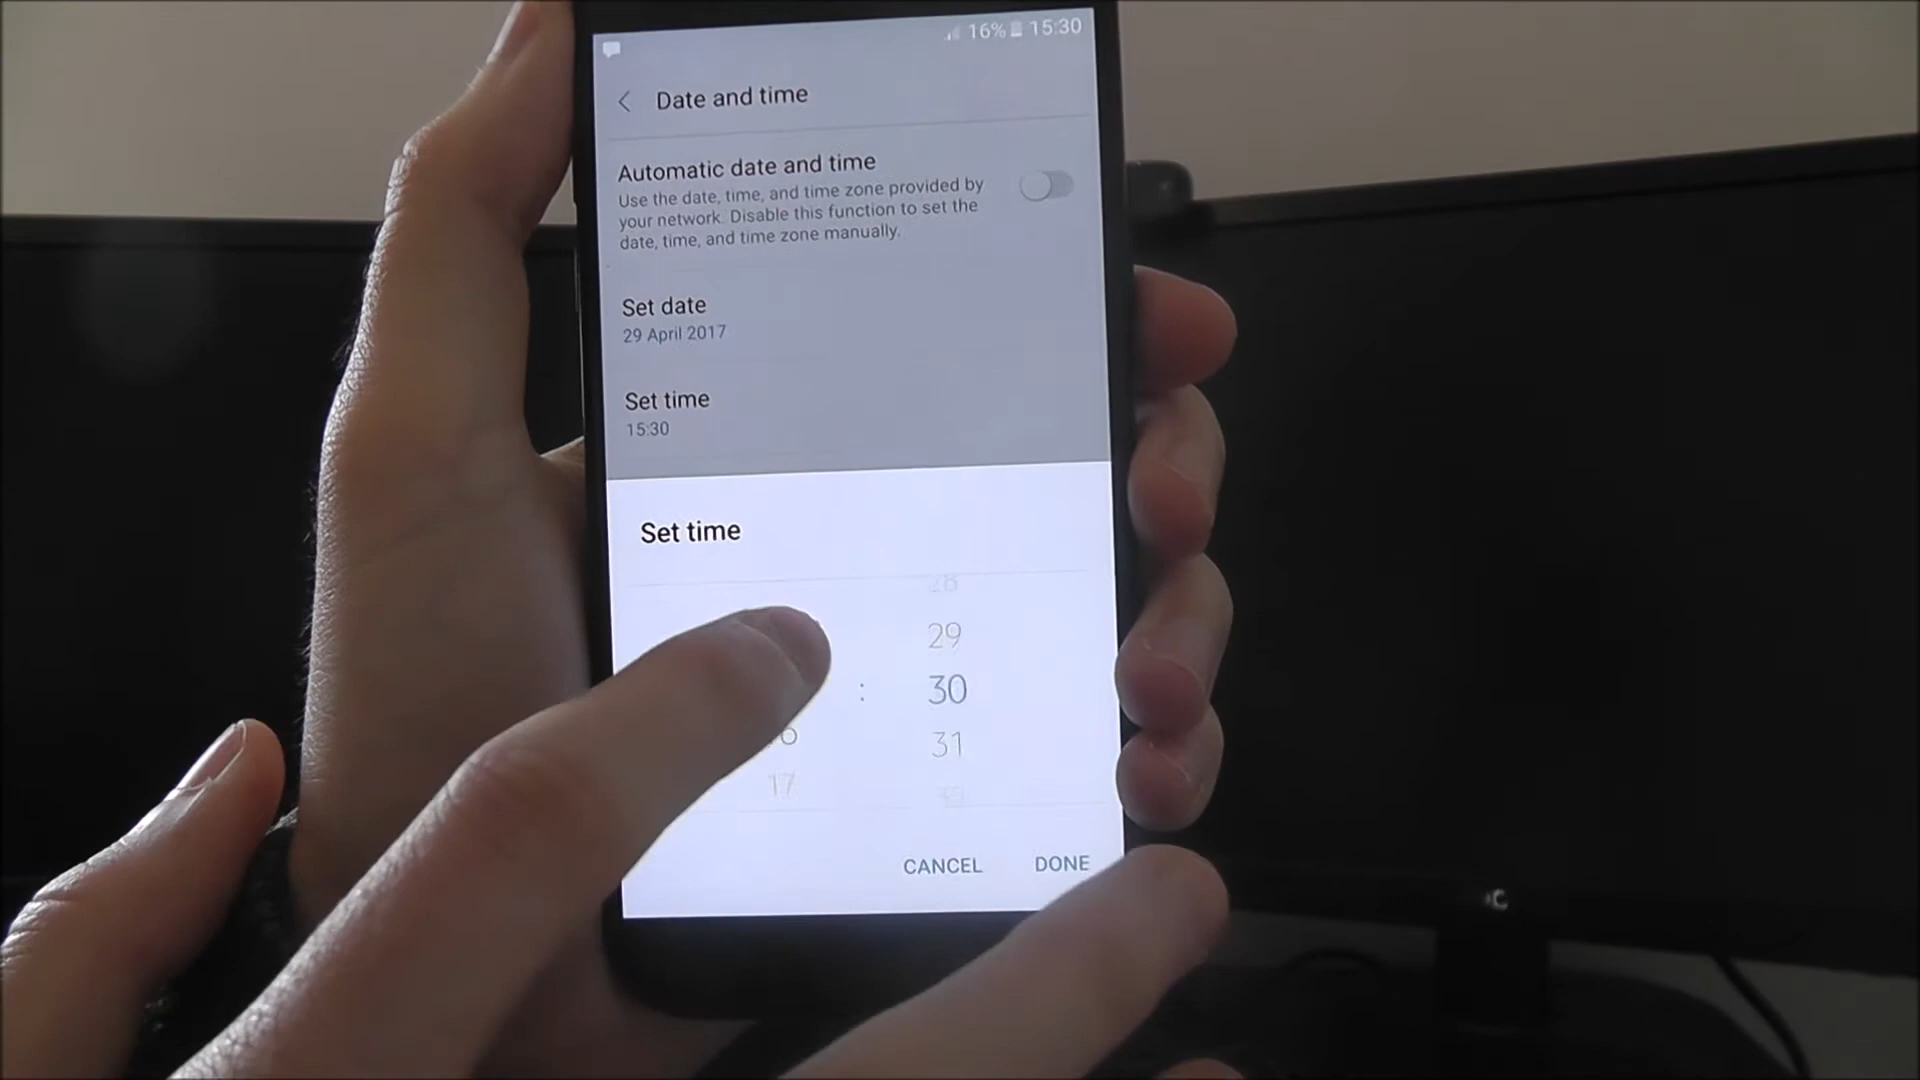 16% 15:30
Date and time
Automatic date and time
Use the date, time, and time zone provided by
your network. Disable this function to set the
date, time, and time zone manually.
Set date
29 April 2017
Set time
15:30
Set time
28
29
: 30
31
17
CANCEL DONE